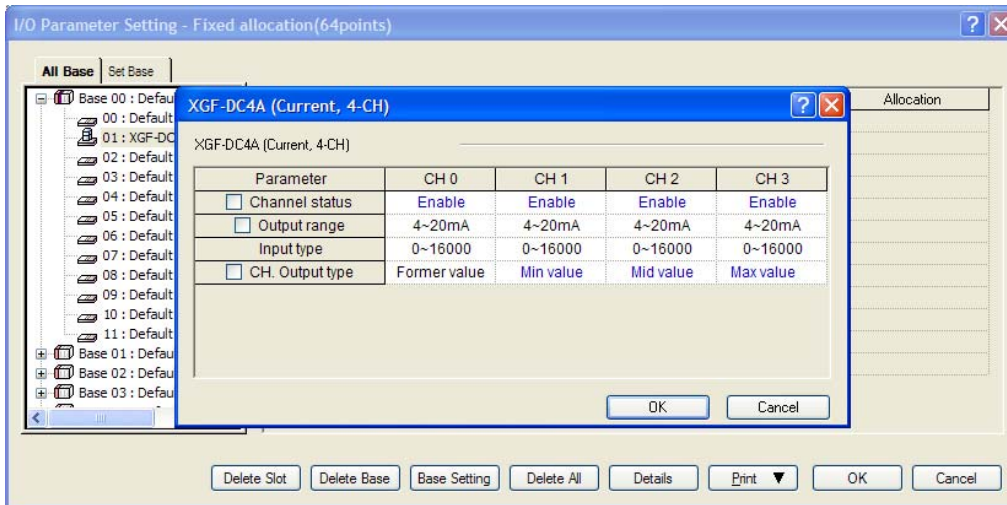 I/O Parameter Setting - Fixed allocation(64points)
All Base Set Base
Allocation
Base 00 : Defau
00 : Default
01 : XGF-DC
02 : Default
03 : Default
04 : Default
05 : Default
06 : Default
07 : Default
08 : Default
09 : Default
10 : Default
11 : Default
Base 01 : Defau
Base 02 : Defau
Base 03 : Defau
XGF-DC4A (Current, 4-CH)
XGF-DC4A (Current, 4-CH)
Parameter CH 0 CH 1 CH 2 CH 3
Channel status Enable Enable Enable Enable
Output range 4~20mA 4~20mA 4~20mA 4~20mA
Input type 0~16000 0~16000 0~16000 0~16000
CH. Output type Former value Min value Mid value Max value
OK Cancel
Delete Slot Delete Base Base Setting Delete All Details Print ▼ OK Cancel